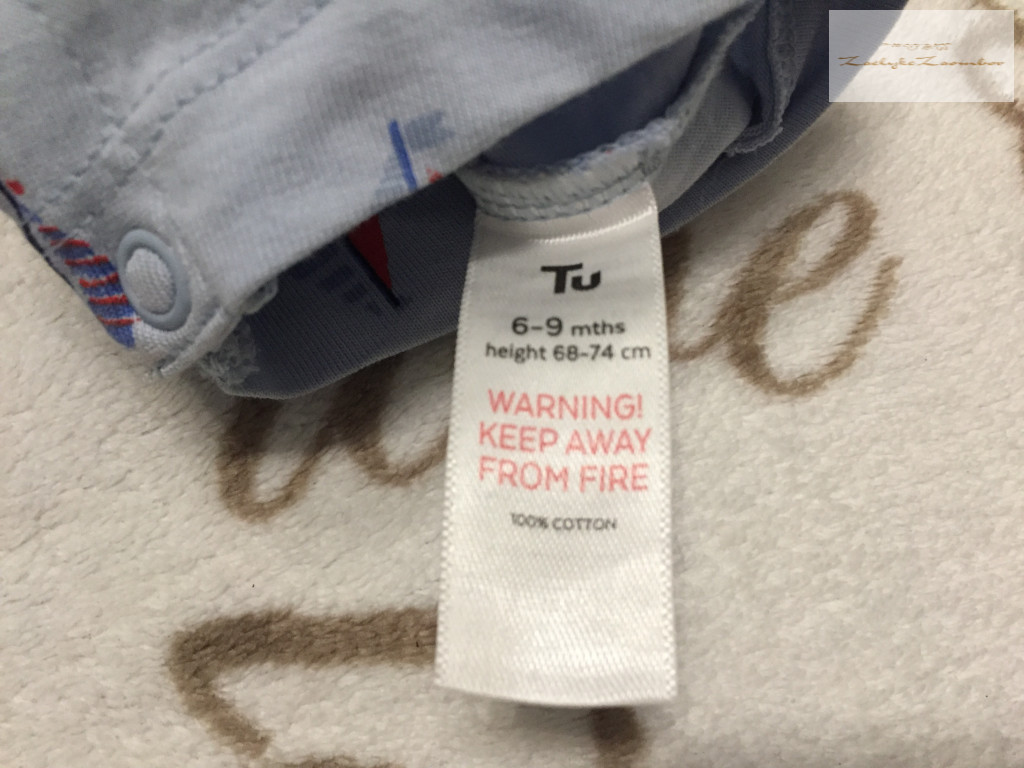 Tu
6-9 mths
height 68-74 cm
WARNING!
KEEP AWAY
FROM FIRE
100% COTTON